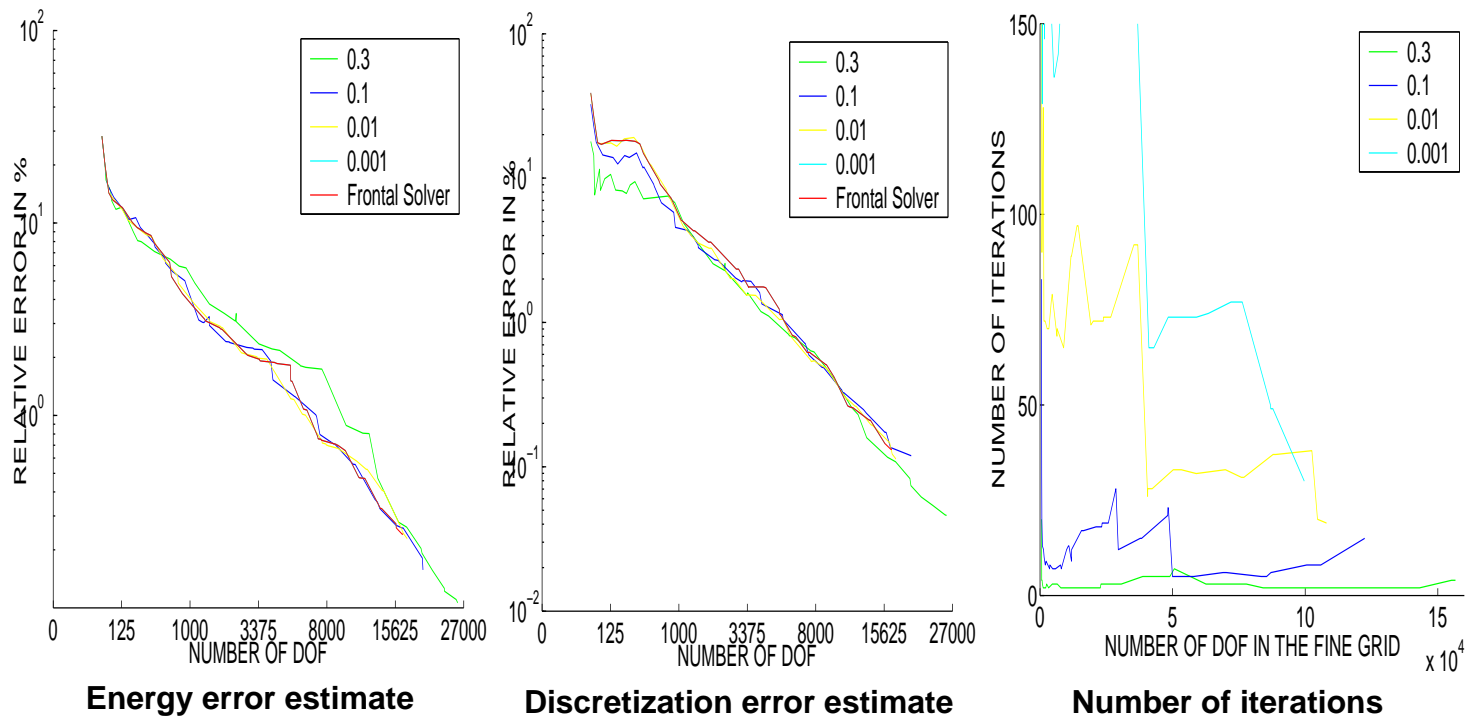 10^2
10^1
10^0
RELATIVE ERROR IN %
0.3
0.1
0.01
0.001
Frontal Solver
0 125 1000 3375 8000 15625 27000
NUMBER OF DOF
Energy error estimate
10^2
10^1
10^0
10^-1
10^-2
RELATIVE ERROR IN %
0.3
0.1
0.01
0.001
Frontal Solver
0 125 1000 3375 8000 15625 27000
NUMBER OF DOF
Discretization error estimate
150
100
50
0
NUMBER OF ITERATIONS
0.3
0.1
0.01
0.001
0 5 10 15
x 10^4
NUMBER OF DOF IN THE FINE GRID
Number of iterations